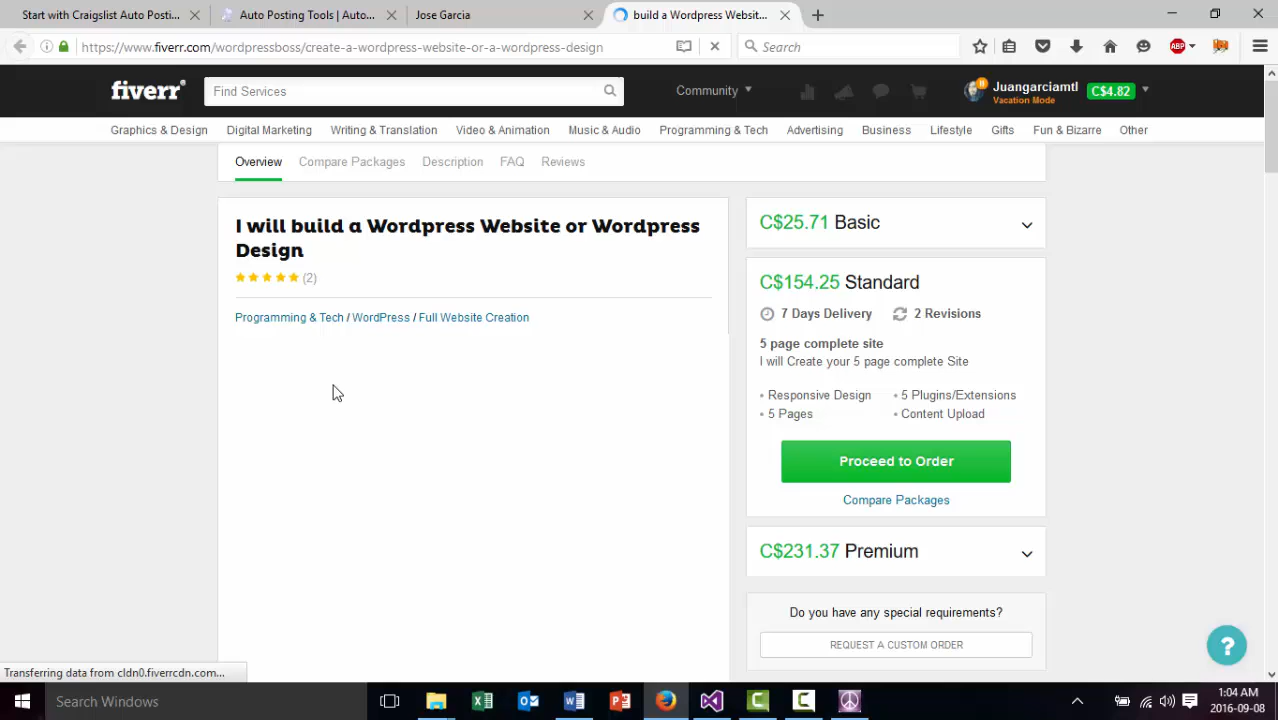 Start with Craigslist Auto Posti...
Auto Posting Tools | Autom...
Jose Garcia
build a Wordpress Websit...
https://www.fiverr.com/wordpressboss/create-a-wordpress-website-or-a-wordpress-design
Search
ABP
fiverr
Find Services
Community
Juangarciamtl
Vacation Mode
C$4.82
Graphics & Design
Digital Marketing
Writing & Translation
Video & Animation
Music & Audio
Programming & Tech
Advertising
Business
Lifestyle
Gifts
Fun & Bizarre
Other
Overview
Compare Packages
Description
FAQ
Reviews
I will build a Wordpress Website or Wordpress
Design
(2)
Programming & Tech / WordPress / Full Website Creation
C$25.71 Basic
C$154.25 Standard
7 Days Delivery
2 Revisions
5 page complete site
I will Create your 5 page complete Site
• Responsive Design
• 5 Plugins/Extensions
• 5 Pages
• Content Upload
Proceed to Order
Compare Packages
C$231.37 Premium
Do you have any special requirements?
REQUEST A CUSTOM ORDER
?
Transferring data from cldn0.fiverrcdn.com...
Search Windows
1:04 AM
2016-09-08